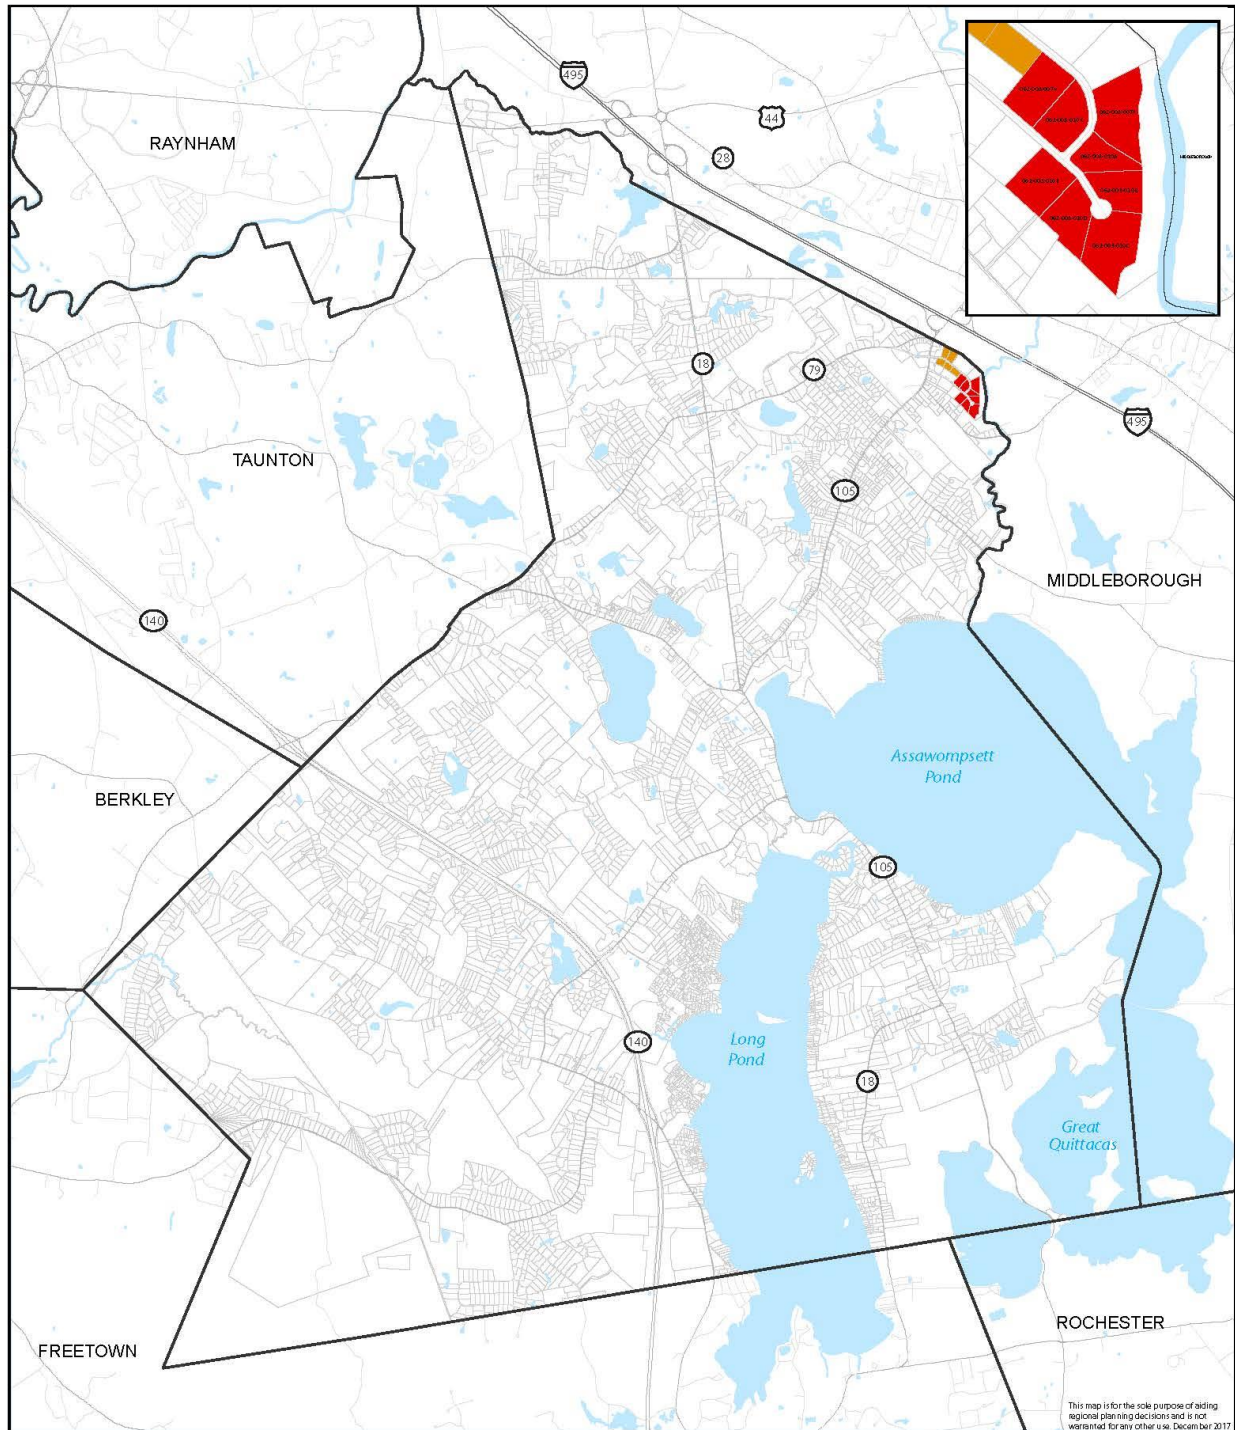 495
44
RAYNHAM
28
18
79
495
TAUNTON
105
MIDDLEBOROUGH
140
Assawompsett
Pond
BERKLEY
105
Long
Pond
140
18
Great
Quittacas
ROCHESTER
FREETOWN
This map is for the sole purpose of aiding
regional planning decisions and is not
warranted for any other use. December 2017